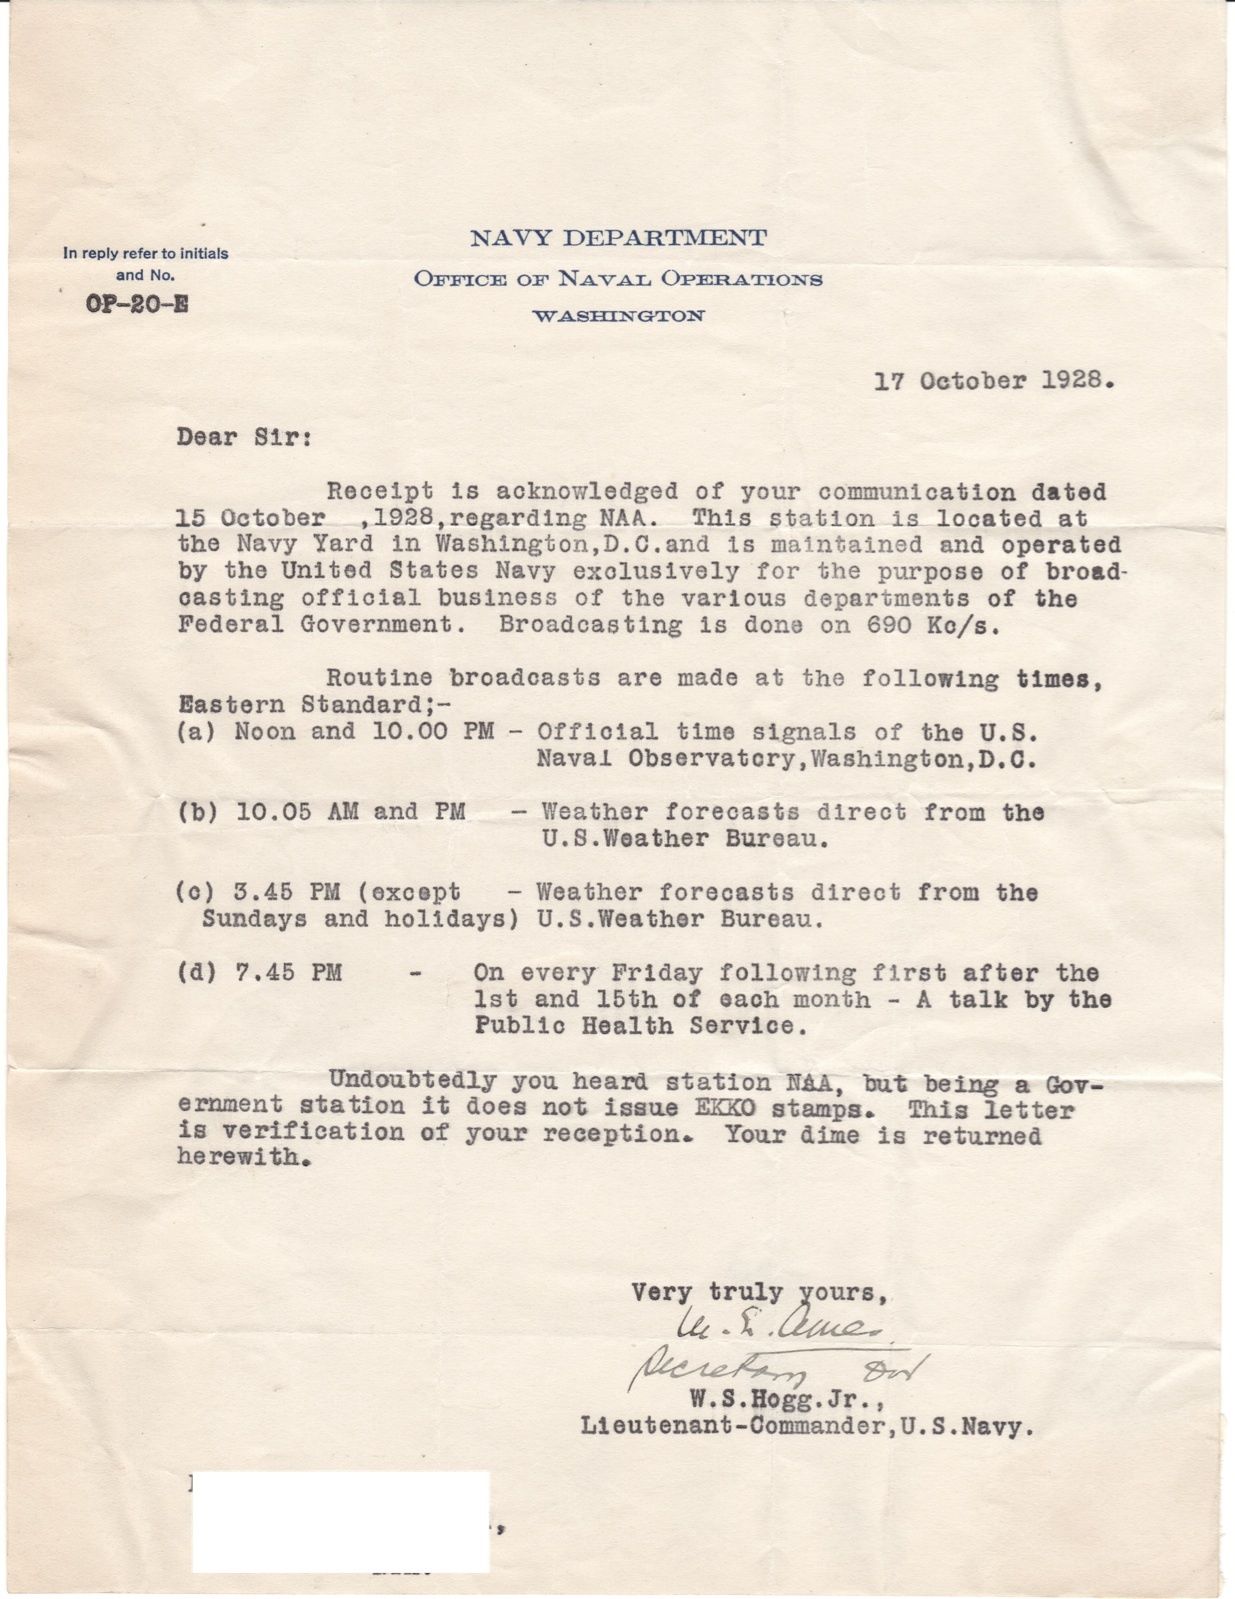 NAVY DEPARTMENT
OFFICE OF NAVAL OPERATIONS
WASHINGTON
In reply refer to initials
and No.
OP-20-E
17 October 1928.
Dear Sir:
Receipt is acknowledged of your communication dated
15 October ,1928,regarding NAA. This station is located at
the Navy Yard in Washington,D.C.and is maintained and operated
by the United States Navy exclusively for the purpose of broad-
casting official business of the various departments of the
Federal Government. Broadcasting is done on 690 Kc/s.
Routine broadcasts are made at the following times,
Eastern Standard;-
(a) Noon and 10.00 PM - Official time signals of the U.S.
Naval Observatory,Washington,D.C.
(b) 10.05 AM and PM - Weather forecasts direct from the
U.S.Weather Bureau.
(c) 3.45 PM (except - Weather forecasts direct from the
Sundays and holidays) U.S.Weather Bureau.
(d) 7.45 PM - On every Friday following first after the
1st and 15th of each month - A talk by the
Public Health Service.
Undoubtedly you heard station NAA, but being a Gov-
ernment station it does not issue EKKO stamps. This letter
is verification of your reception. Your dime is returned
herewith.
Very truly yours,
M. E. Ames
Secretary for
W.S.Hogg.Jr.,
Lieutenant-Commander,U.S.Navy.